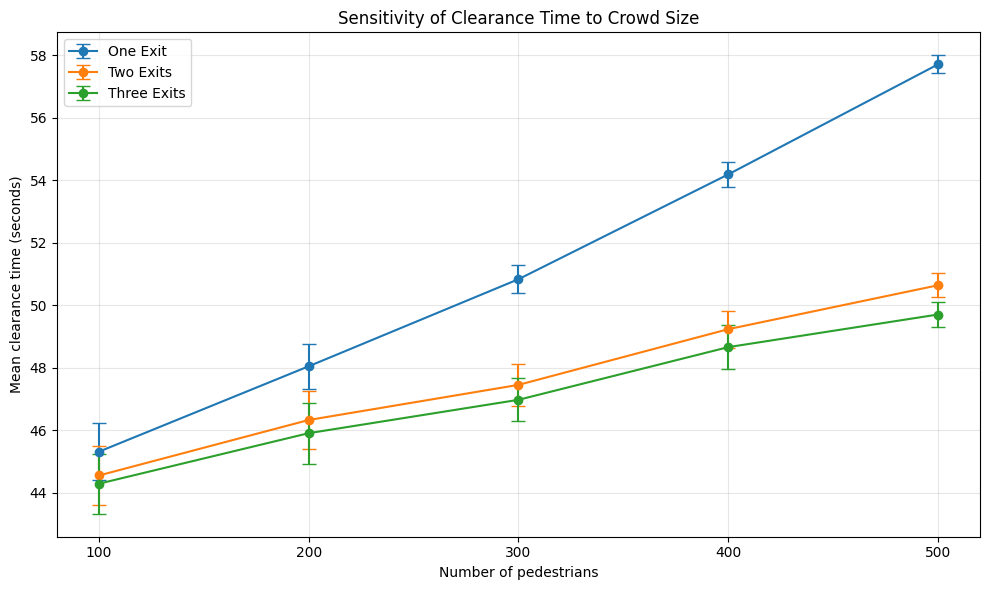 Sensitivity of Clearance Time to Crowd Size
One Exit
Two Exits
Three Exits
Mean clearance time (seconds)
58
56
54
52
50
48
46
44
100
200
300
400
500
Number of pedestrians